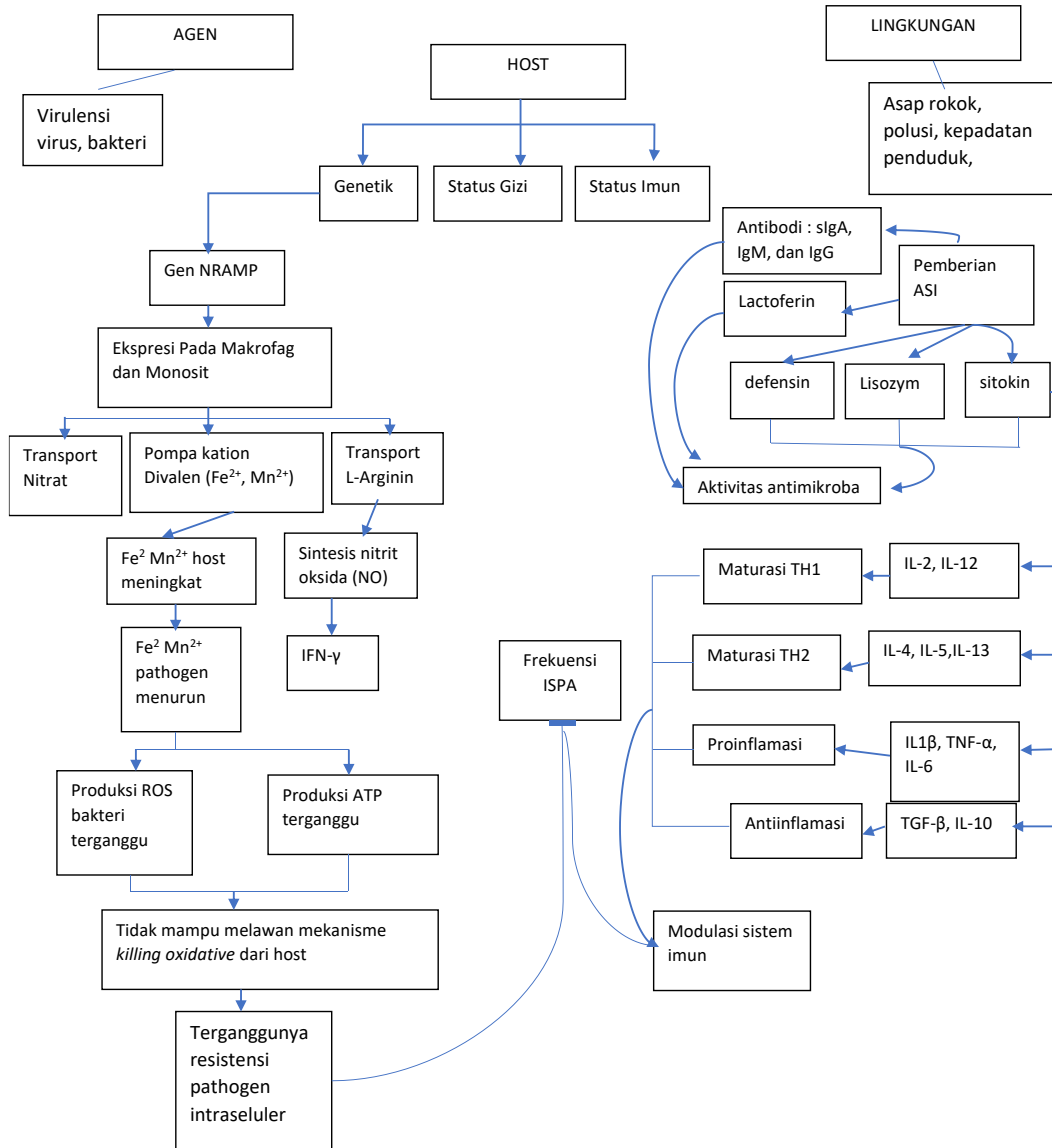 AGEN
HOST
LINGKUNGAN
Virulensi
virus, bakteri
Asap rokok,
polusi, kepadatan
penduduk,
Genetik
Status Gizi
Status Imun
Antibodi : sIgA,
IgM, dan IgG
Pemberian
ASI
Gen NRAMP
Lactoferin
Ekspresi Pada Makrofag
dan Monosit
defensin
Lisozym
sitokin
Transport
Nitrat
Pompa kation
Divalen (Fe²⁺, Mn²⁺)
Transport
L-Arginin
Aktivitas antimikroba
Fe² Mn²⁺ host
meningkat
Sintesis nitrit
oksida (NO)
Maturasi TH1
IL-2, IL-12
Fe² Mn²⁺
pathogen
menurun
IFN-γ
Frekuensi
ISPA
Maturasi TH2
IL-4, IL-5,IL-13
Proinflamasi
IL1β, TNF-α,
IL-6
Produksi ROS
bakteri
terganggu
Produksi ATP
terganggu
Antiinflamasi
TGF-β, IL-10
Tidak mampu melawan mekanisme
killing oxidative dari host
Modulasi sistem
imun
Terganggunya
resistensi
pathogen
intraseluler